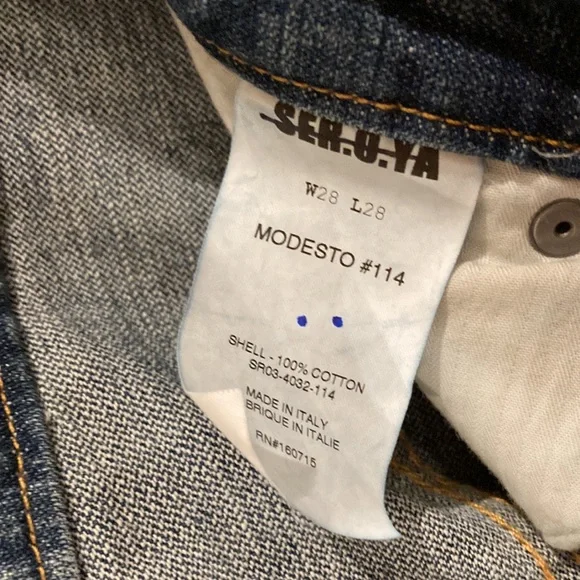 SER.O.YA
W28 L28
MODESTO #114
SHELL - 100% COTTON
SR03-4032-114
MADE IN ITALY
BRIQUE IN ITALIE
RN#160715